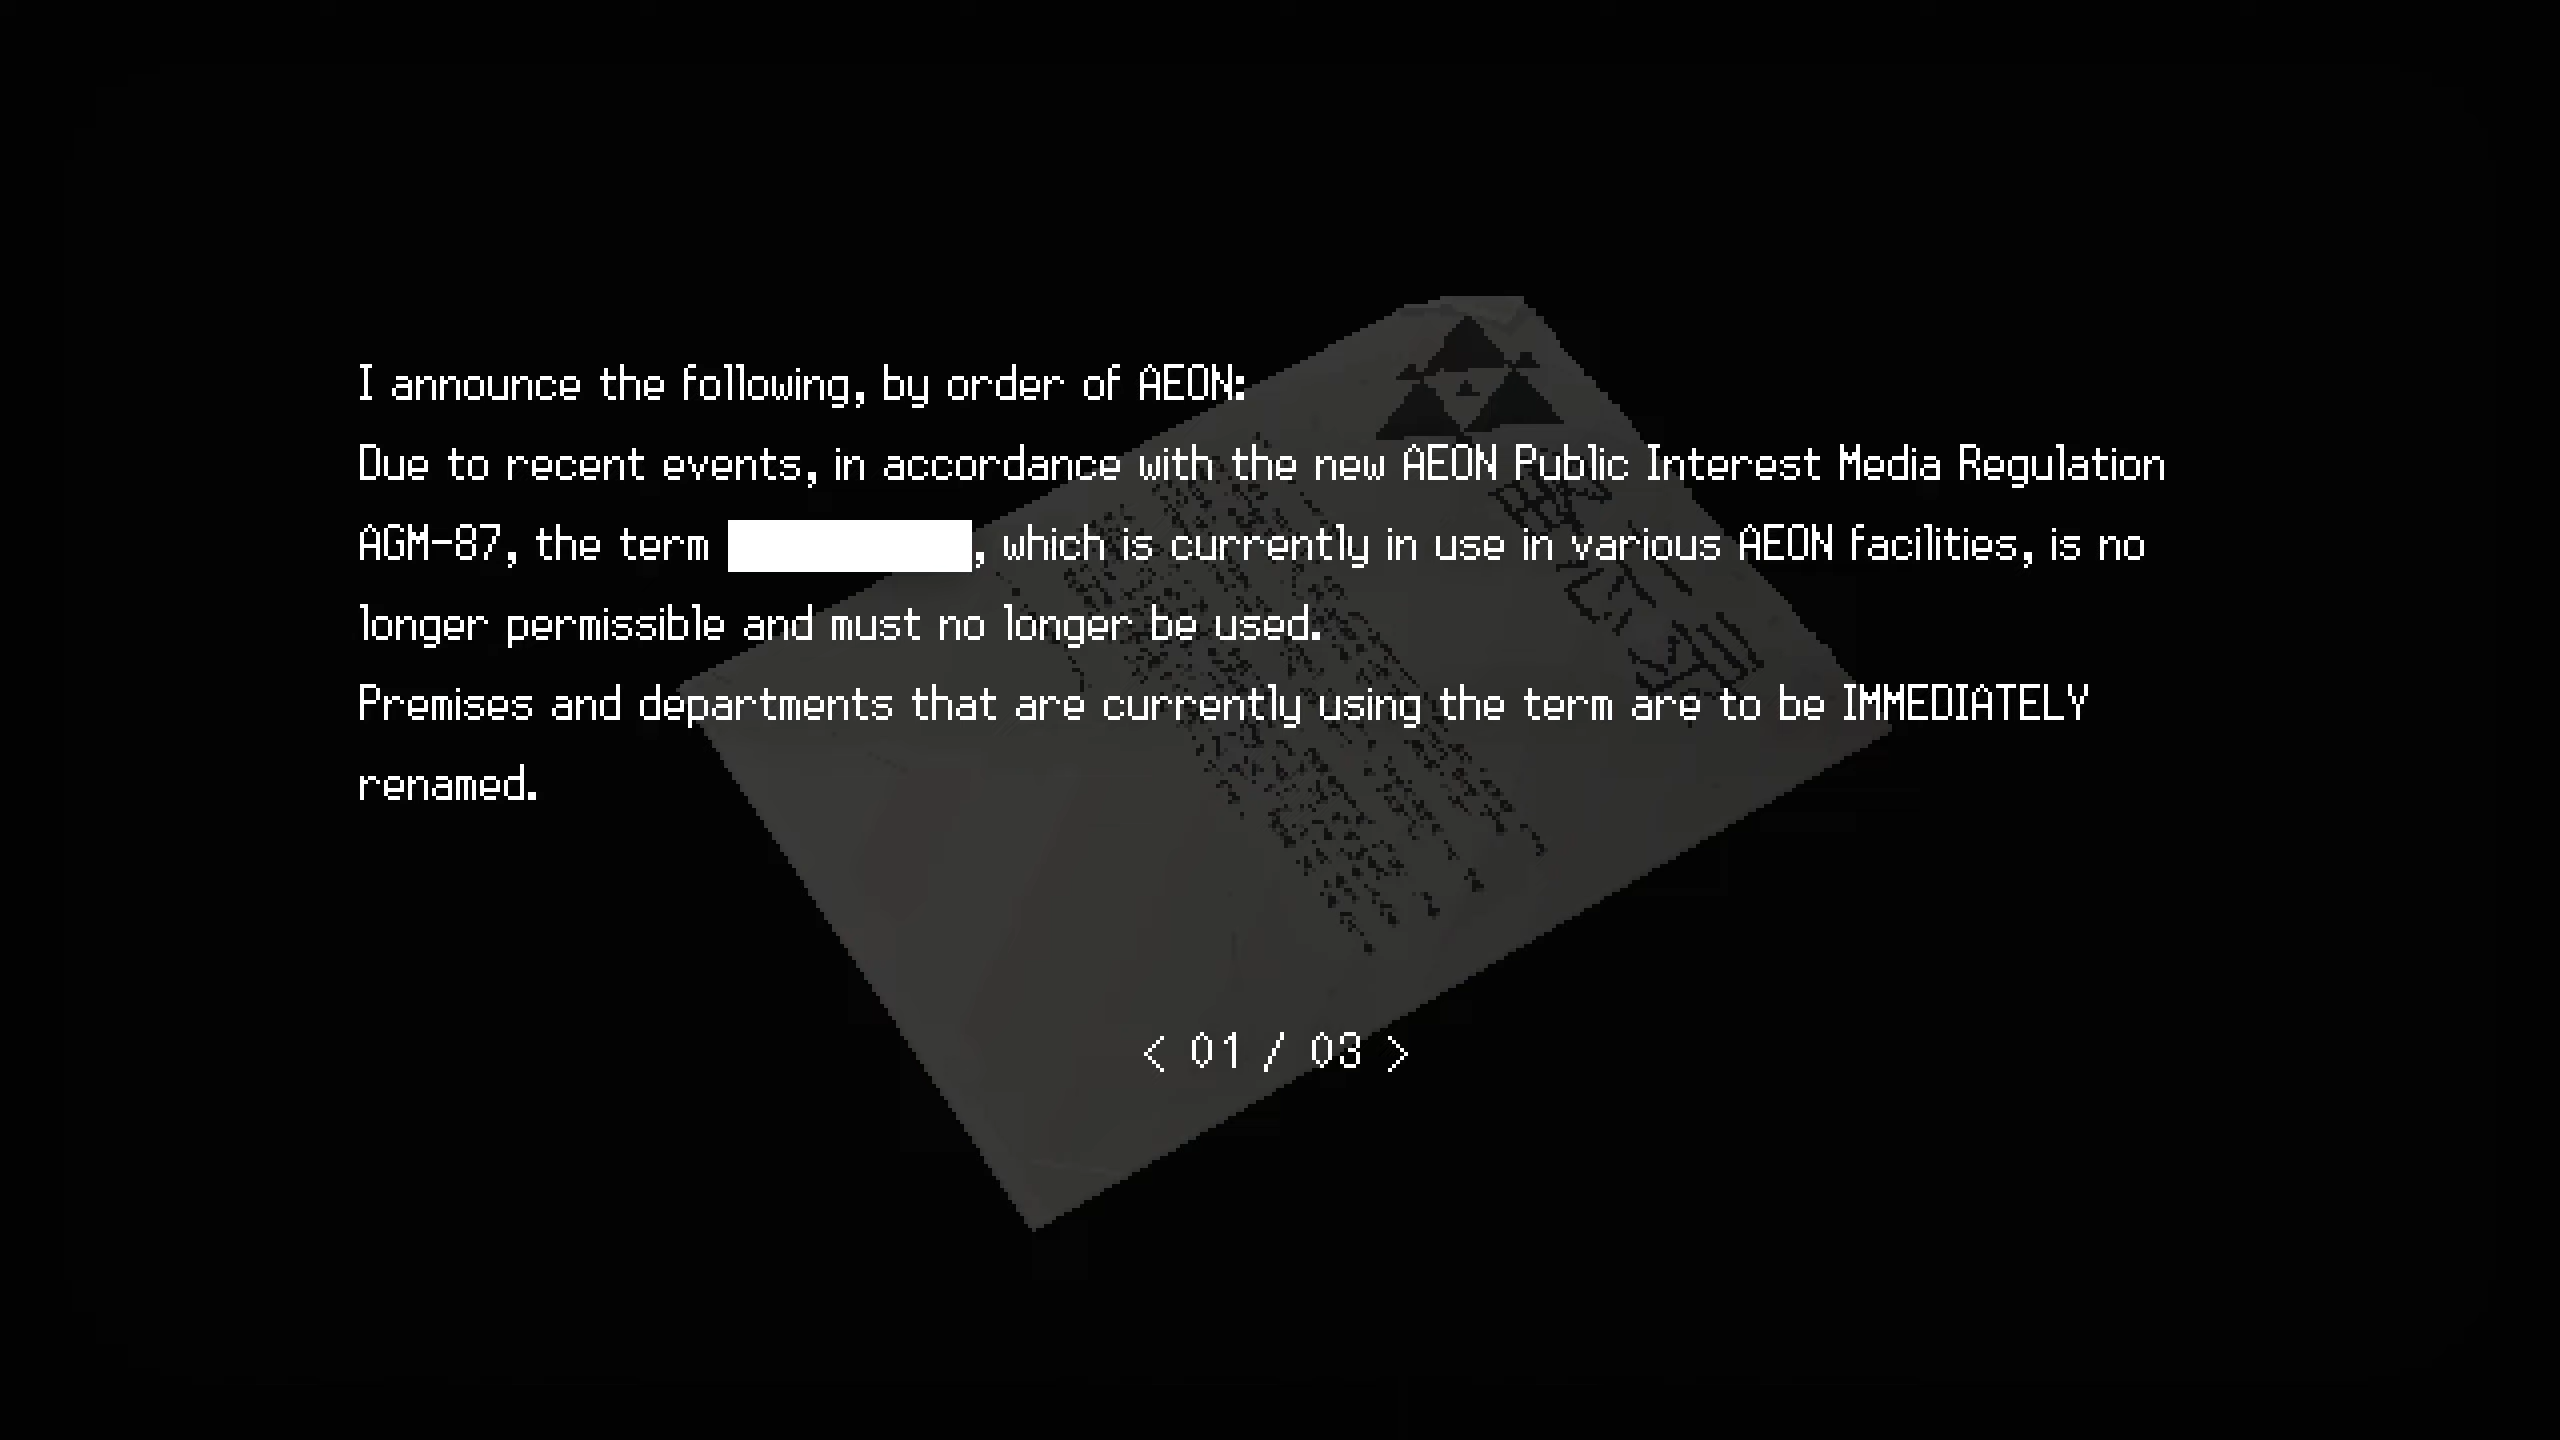 I announce the following, by order of AEON:
Due to recent events, in accordance with the new AEON Public Interest Media Regulation
AGM-87, the term , which is currently in use in various AEON facilities, is no
longer permissible and must no longer be used.
Premises and departments that are currently using the term are to be IMMEDIATELY
renamed.
< 01 / 03 >